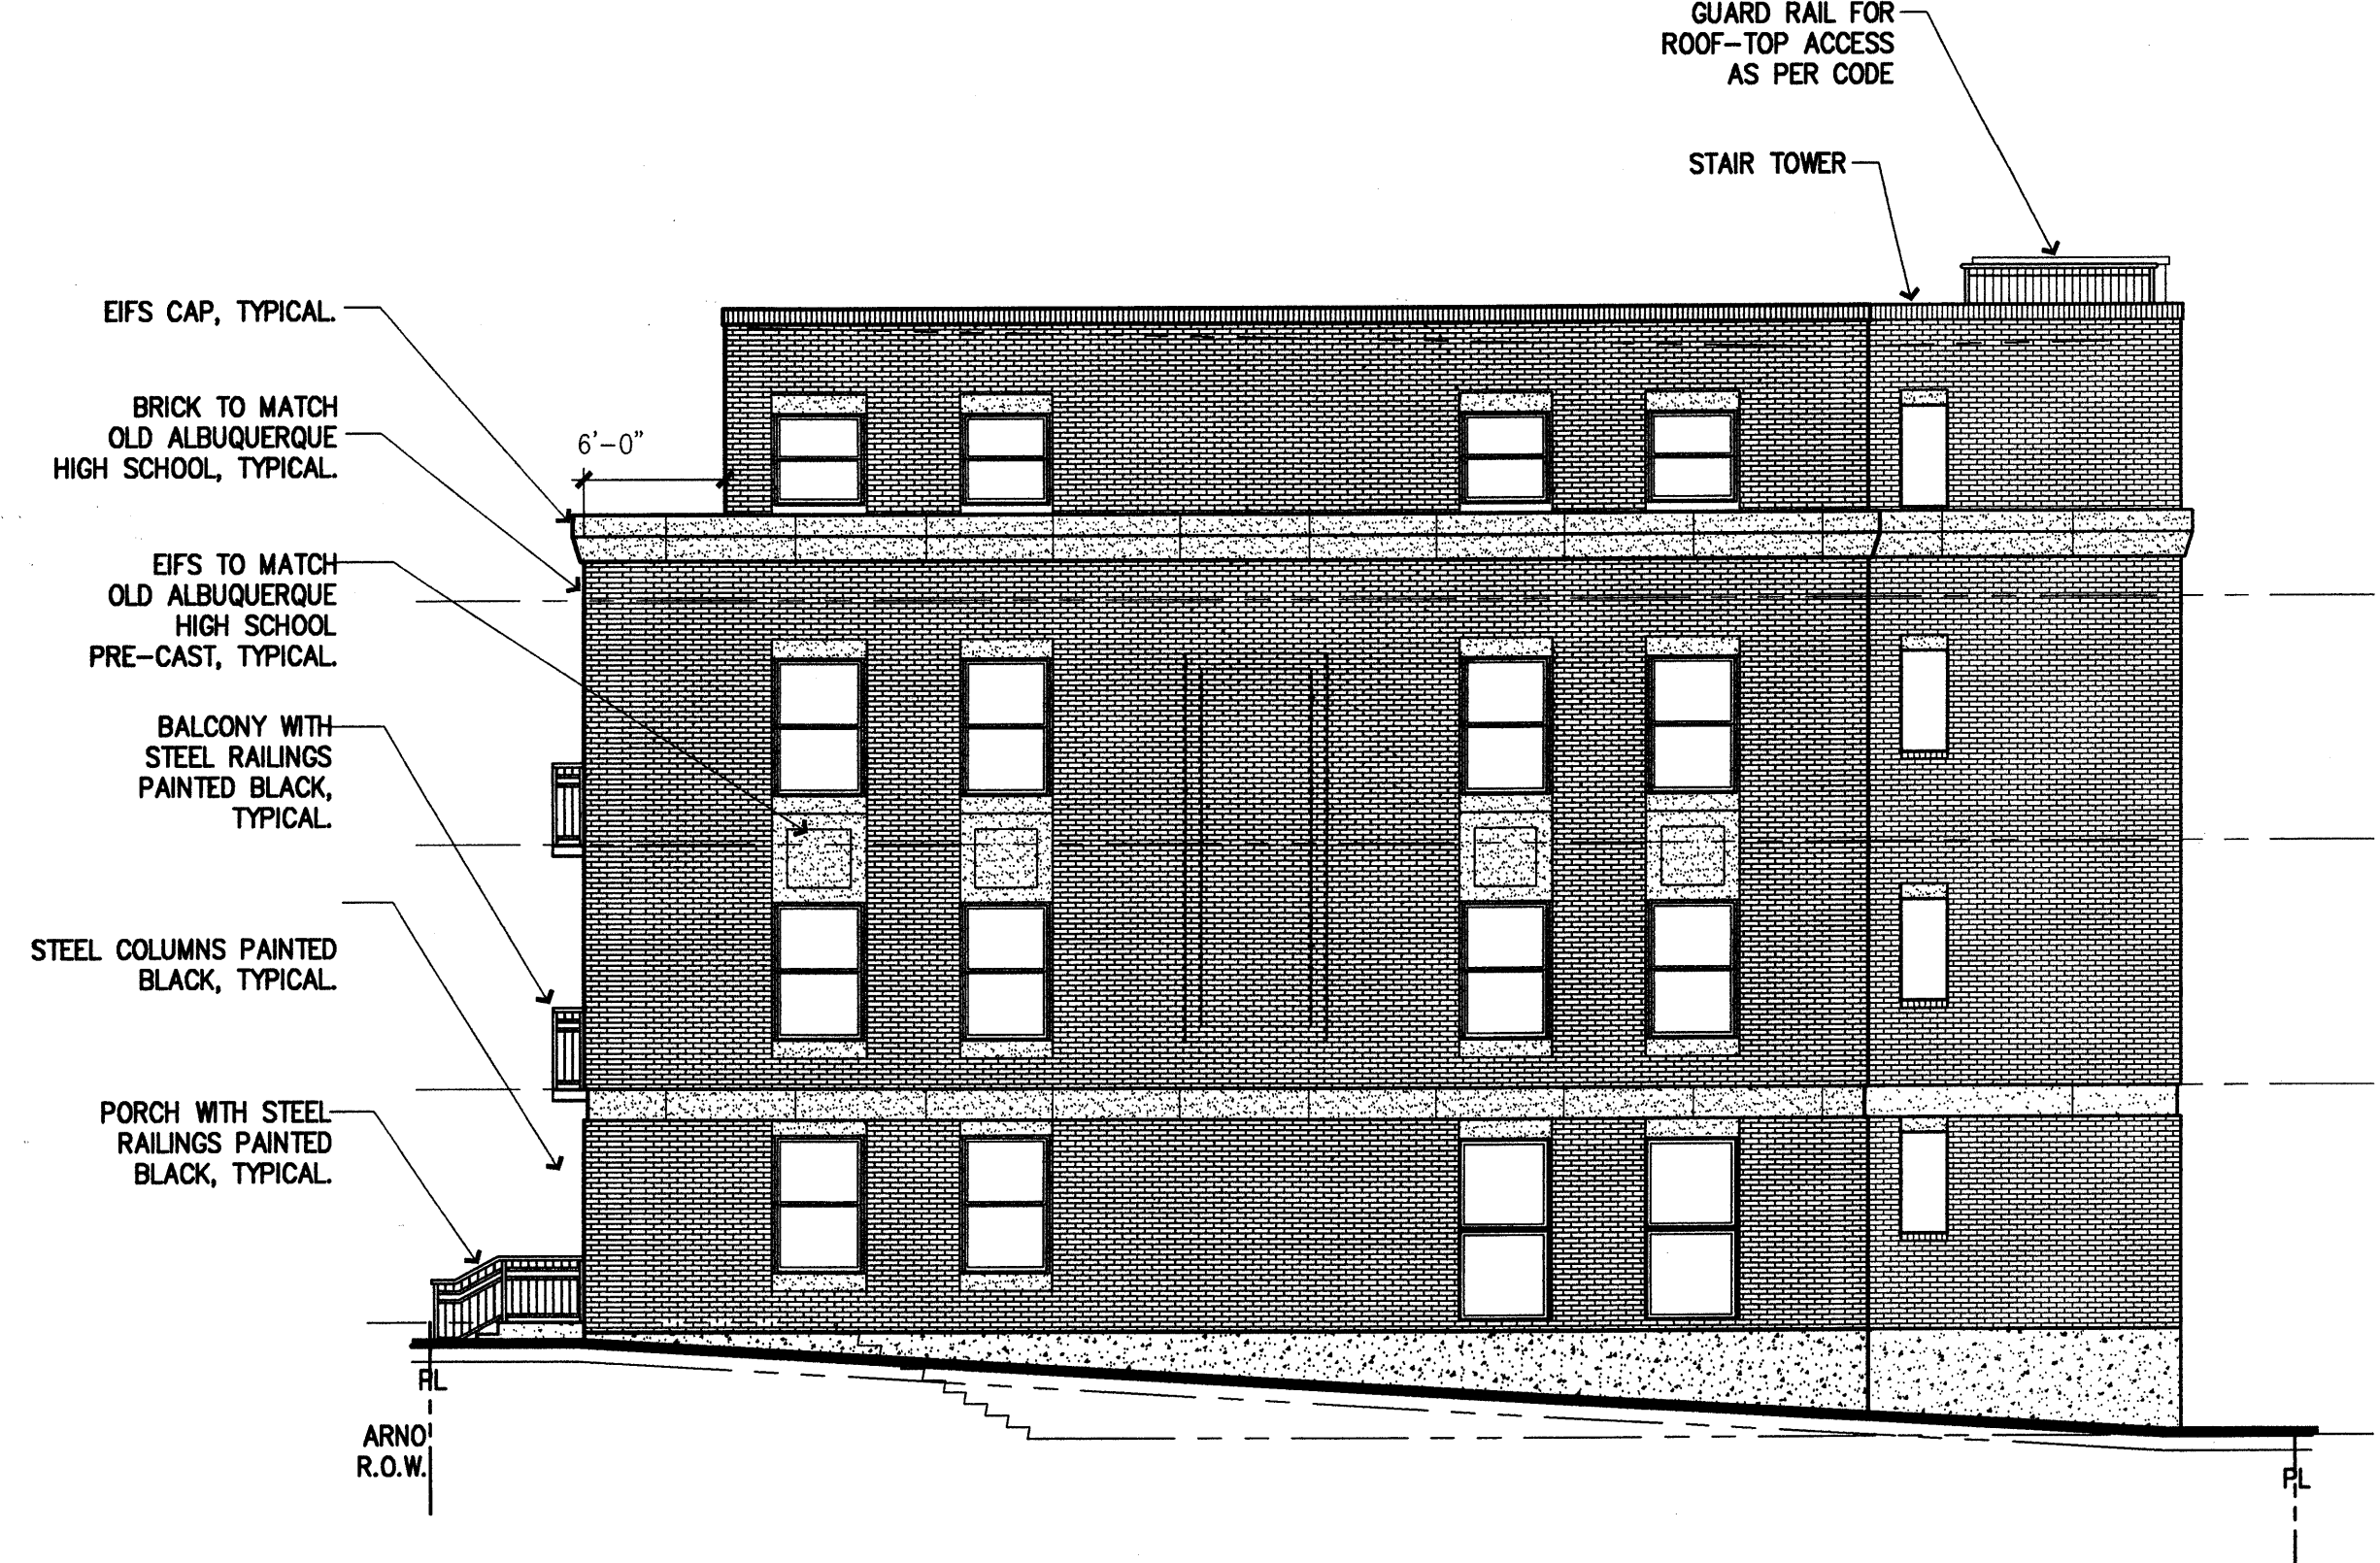 GUARD RAIL FOR
ROOF-TOP ACCESS
AS PER CODE
STAIR TOWER
EIFS CAP, TYPICAL.
BRICK TO MATCH
OLD ALBUQUERQUE
HIGH SCHOOL, TYPICAL.
6'-0"
EIFS TO MATCH
OLD ALBUQUERQUE
HIGH SCHOOL
PRE-CAST, TYPICAL.
BALCONY WITH
STEEL RAILINGS
PAINTED BLACK,
TYPICAL.
STEEL COLUMNS PAINTED
BLACK, TYPICAL.
PORCH WITH STEEL
RAILINGS PAINTED
BLACK, TYPICAL.
PL
ARNO
R.O.W.
PL